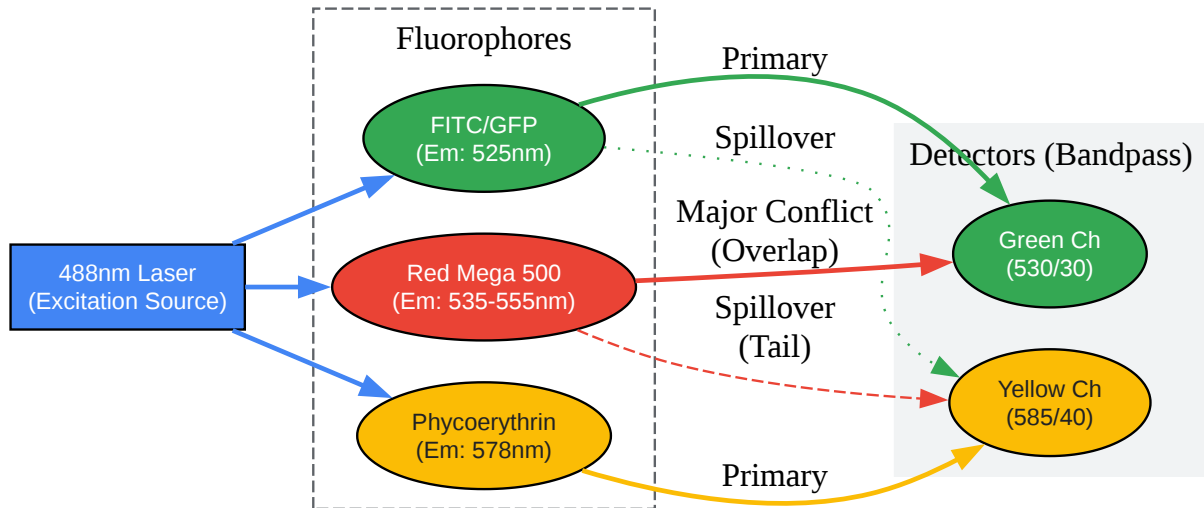 Fluorophores
Primary
FITC/GFP
(Em: 525nm)
Spillover
Detectors (Bandpass)
Major Conflict
(Overlap)
Green Ch
(530/30)
488nm Laser
(Excitation Source)
Red Mega 500
(Em: 535-555nm)
Spillover
(Tail)
Yellow Ch
(585/40)
Phycoerythrin
(Em: 578nm)
Primary